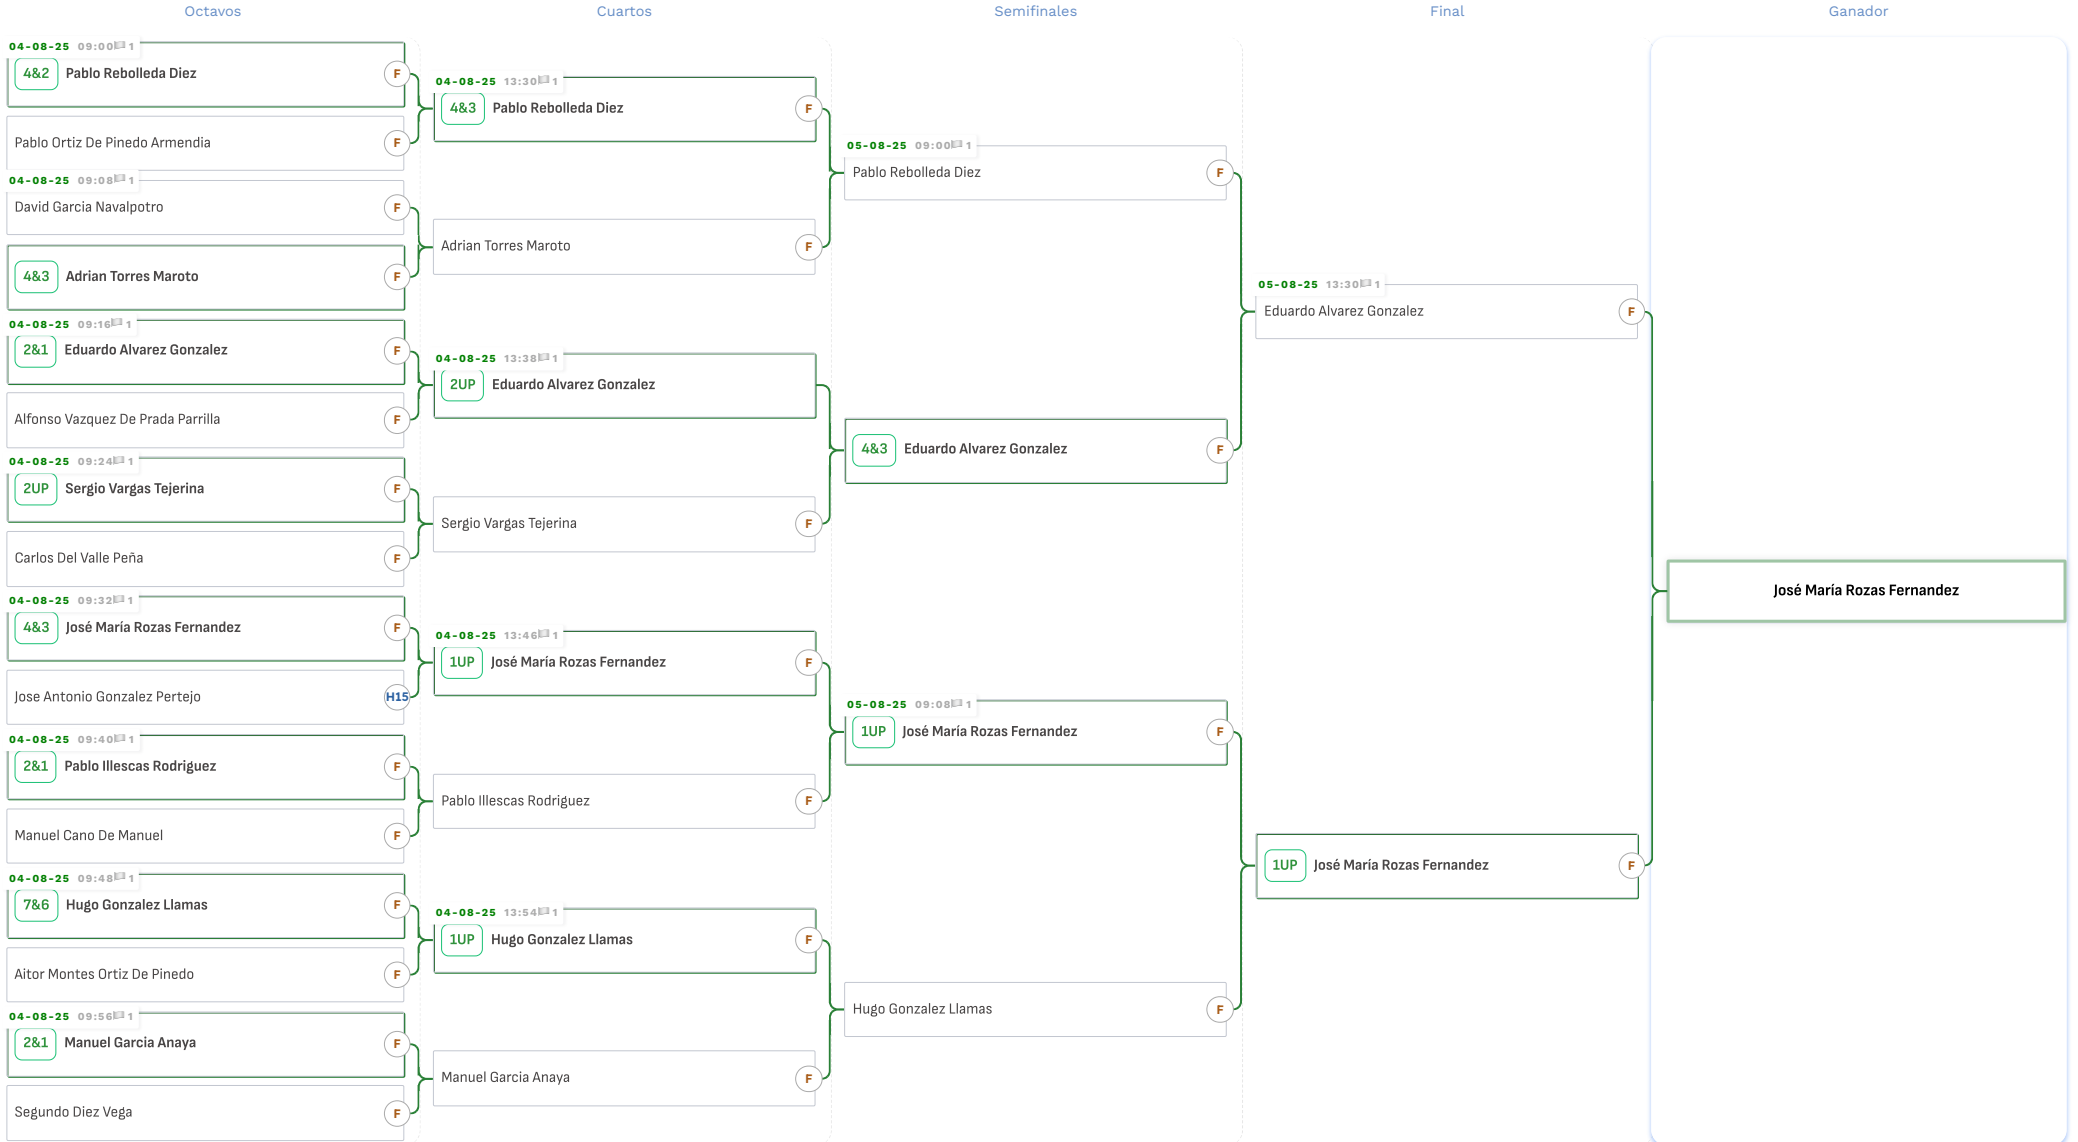 Octavos
Cuartos
Semifinales
Final
Ganador
04-08-25 09:00 1
4&2 Pablo Rebolleda Diez F
Pablo Ortiz De Pinedo Armendia F
04-08-25 09:08 1
David Garcia Navalpotro F
4&3 Adrian Torres Maroto F
04-08-25 09:16 1
2&1 Eduardo Alvarez Gonzalez F
Alfonso Vazquez De Prada Parrilla F
04-08-25 09:24 1
2UP Sergio Vargas Tejerina F
Carlos Del Valle Peña F
04-08-25 09:32 1
4&3 José María Rozas Fernandez F
Jose Antonio Gonzalez Pertejo H15
04-08-25 09:40 1
2&1 Pablo Illescas Rodriguez F
Manuel Cano De Manuel F
04-08-25 09:48 1
7&6 Hugo Gonzalez Llamas F
Aitor Montes Ortiz De Pinedo F
04-08-25 09:56 1
2&1 Manuel Garcia Anaya F
Segundo Diez Vega F
04-08-25 13:30 1
4&3 Pablo Rebolleda Diez F
Adrian Torres Maroto F
04-08-25 13:38 1
2UP Eduardo Alvarez Gonzalez
Sergio Vargas Tejerina F
04-08-25 13:46 1
1UP José María Rozas Fernandez F
Pablo Illescas Rodriguez F
04-08-25 13:54 1
1UP Hugo Gonzalez Llamas F
Manuel Garcia Anaya F
05-08-25 09:00 1
Pablo Rebolleda Diez F
4&3 Eduardo Alvarez Gonzalez F
05-08-25 09:08 1
1UP José María Rozas Fernandez F
Hugo Gonzalez Llamas F
05-08-25 13:30 1
Eduardo Alvarez Gonzalez F
1UP José María Rozas Fernandez F
José María Rozas Fernandez